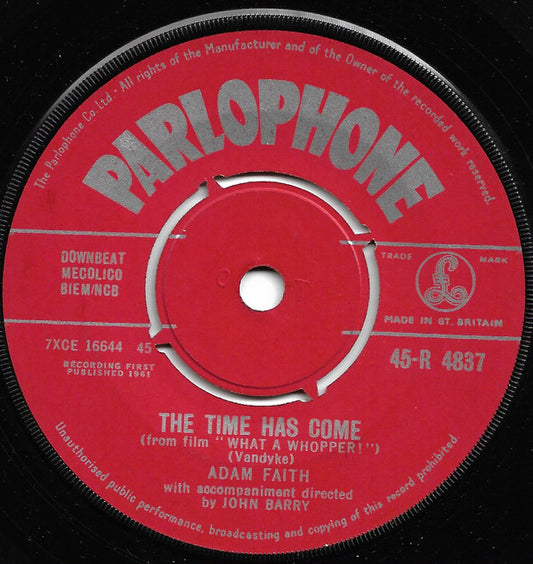 The Parlophone Co Ltd · All rights of the Manufacturer and of the Owner of the recorded work reserved.
PARLOPHONE
DOWNBEAT
MECOLICO
BIEM/NCB
TRADE MARK
£
MADE IN GT. BRITAIN
7XCE 16644 45
RECORDING FIRST
PUBLISHED 1961
45-R 4837
THE TIME HAS COME
(from film "WHAT A WHOPPER!")
(Vandyke)
ADAM FAITH
with accompaniment directed
by JOHN BARRY
Unauthorised public performance, broadcasting and copying of this record prohibited.